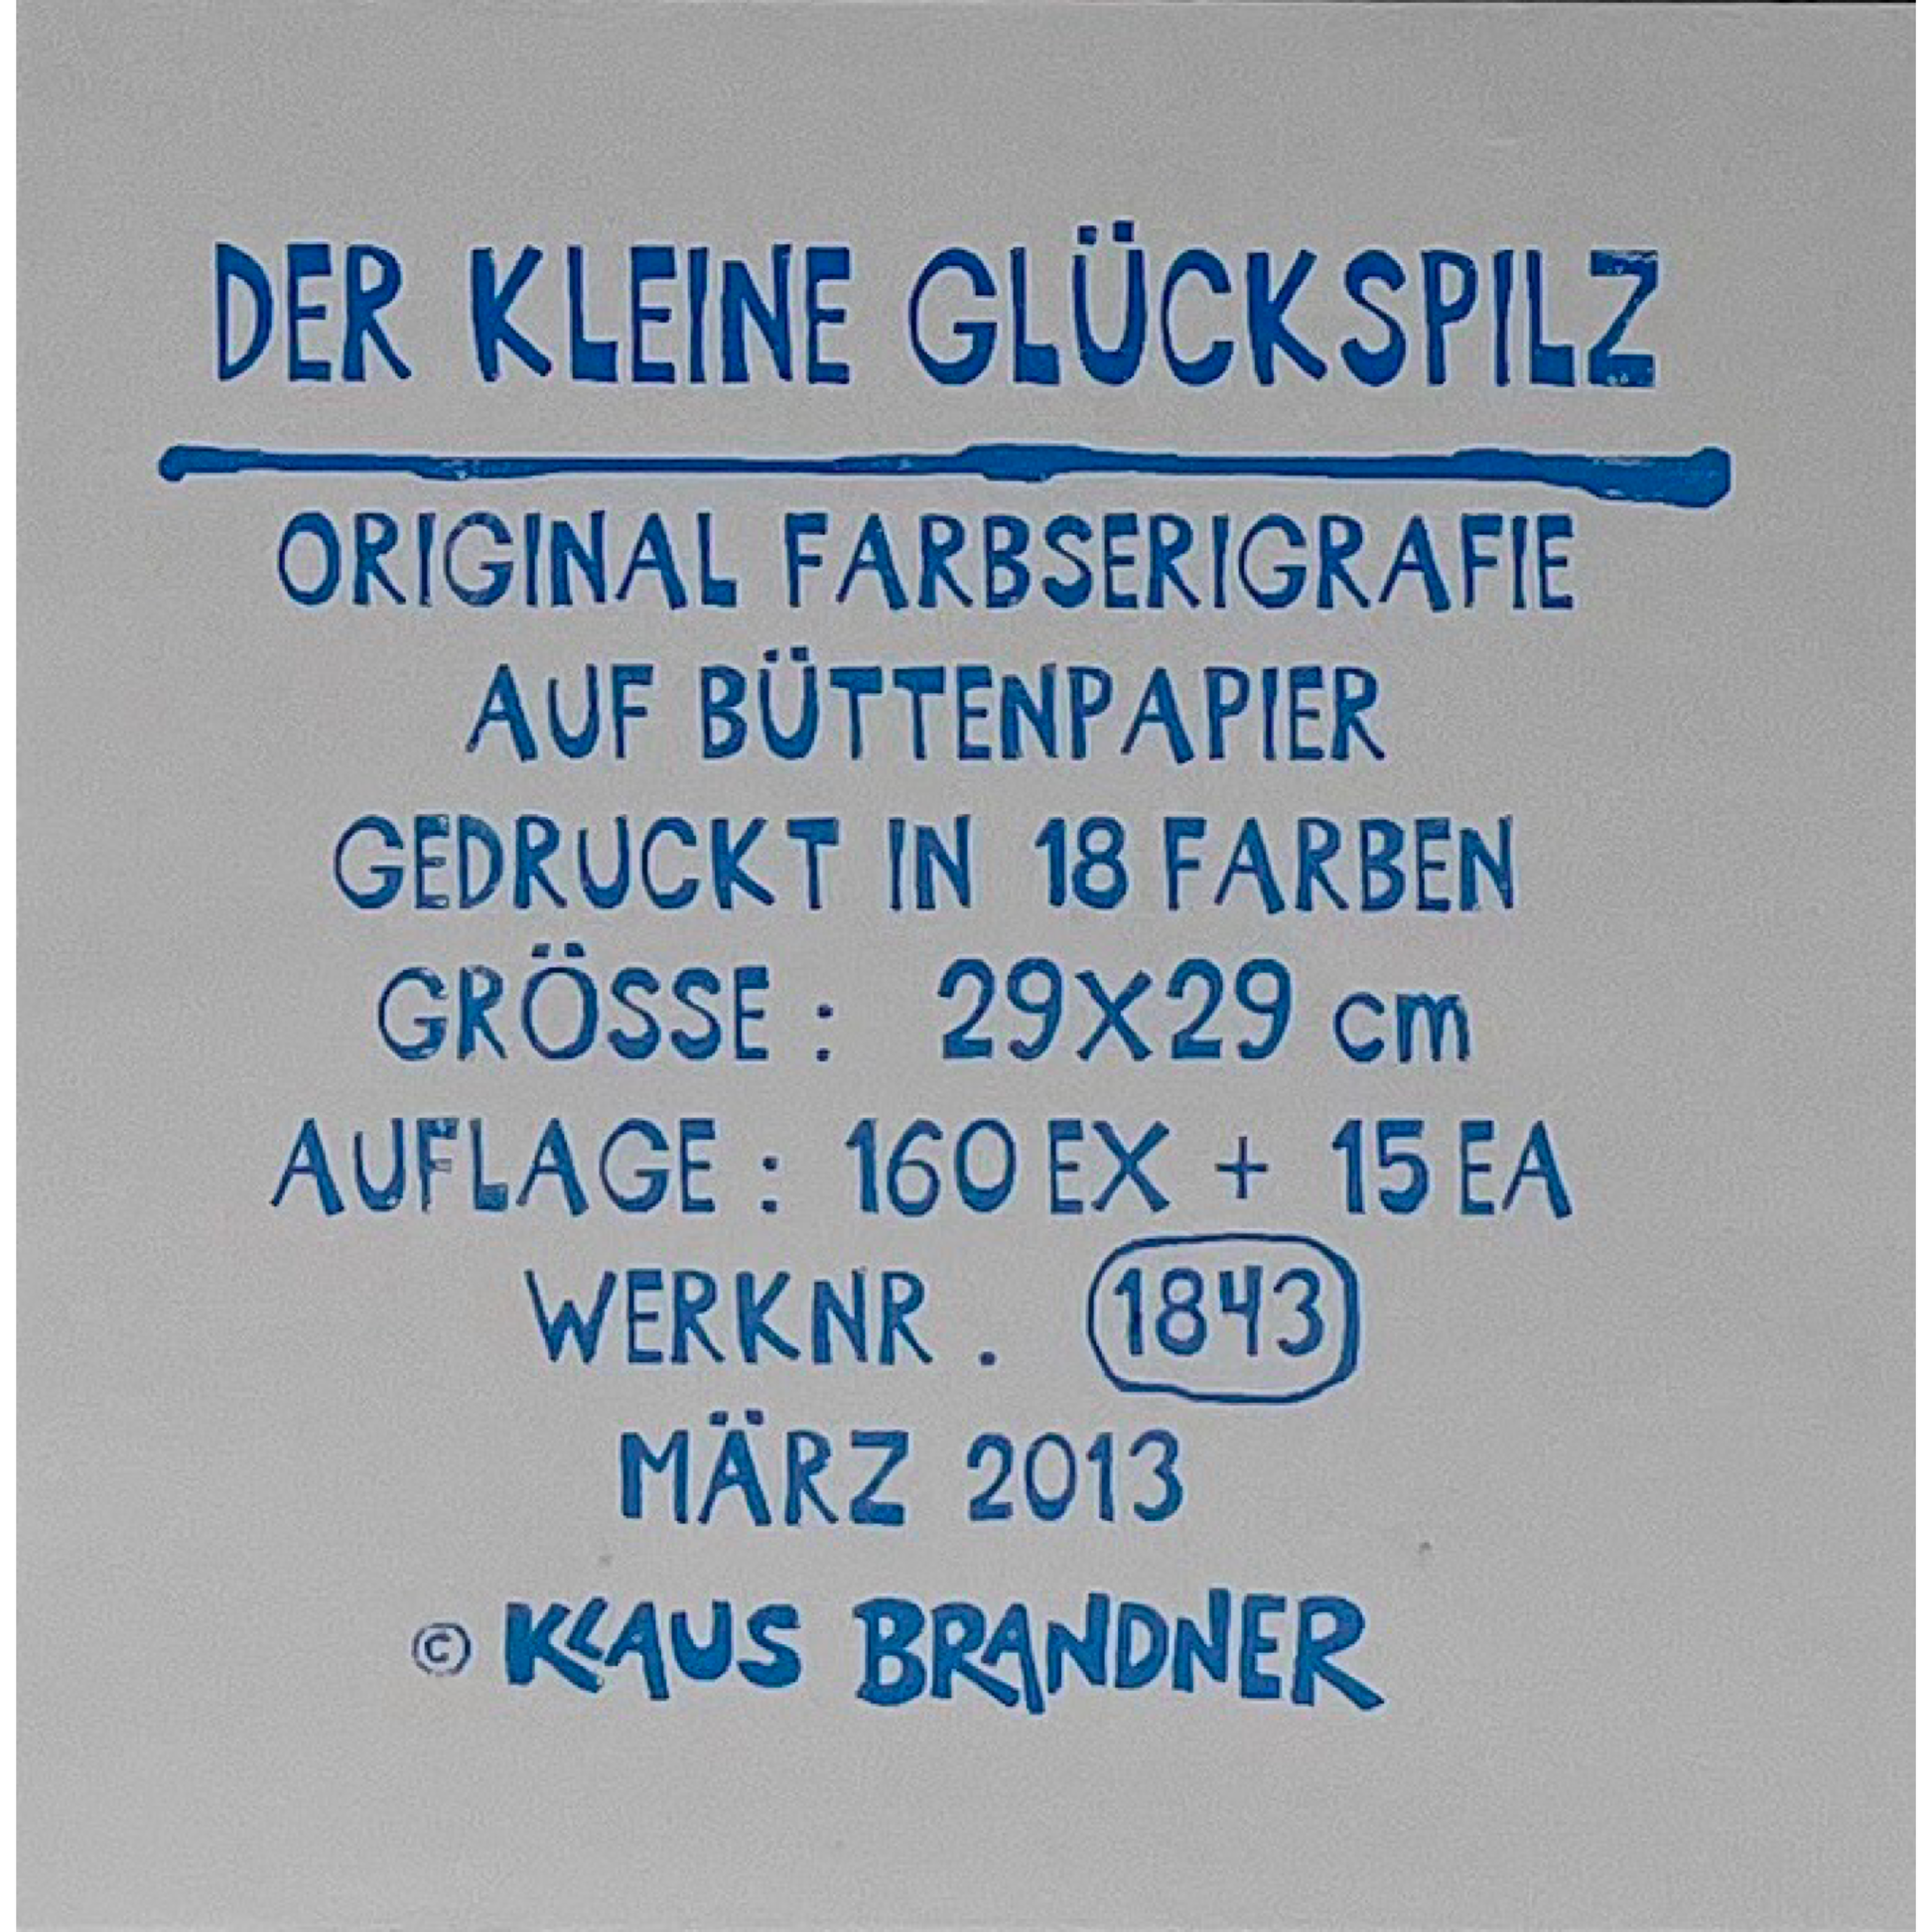 DER KLEINE GLÜCKSPILZ
ORIGINAL FARBSERIGRAFIE
AUF BÜTTENPAPIER
GEDRUCKT IN 18 FARBEN
GRÖSSE : 29X29 cm
AUFLAGE : 160 EX + 15 EA
WERKNR. 1843
MÄRZ 2013
© KLAUS BRANDNER